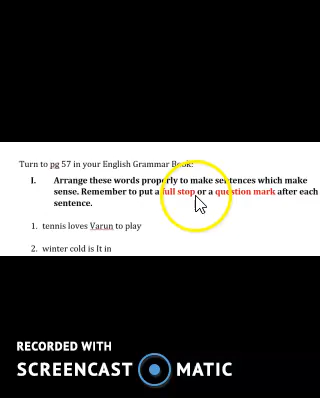 Turn to pg 57 in your English Grammar Book:
I. Arrange these words properly to make sentences which make
sense. Remember to put a full stop or a question mark after each
sentence.
1. tennis loves Varun to play
2. winter cold is It in
RECORDED WITH
SCREENCAST MATIC